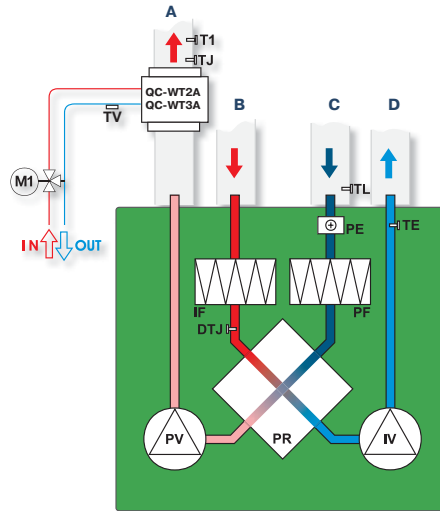 A
T1
TJ
QC-WT2A
QC-WT3A
B
C
D
TV
M1
TL
IN
OUT
PE
TE
IF
PF
DTJ
PV
PR
IV